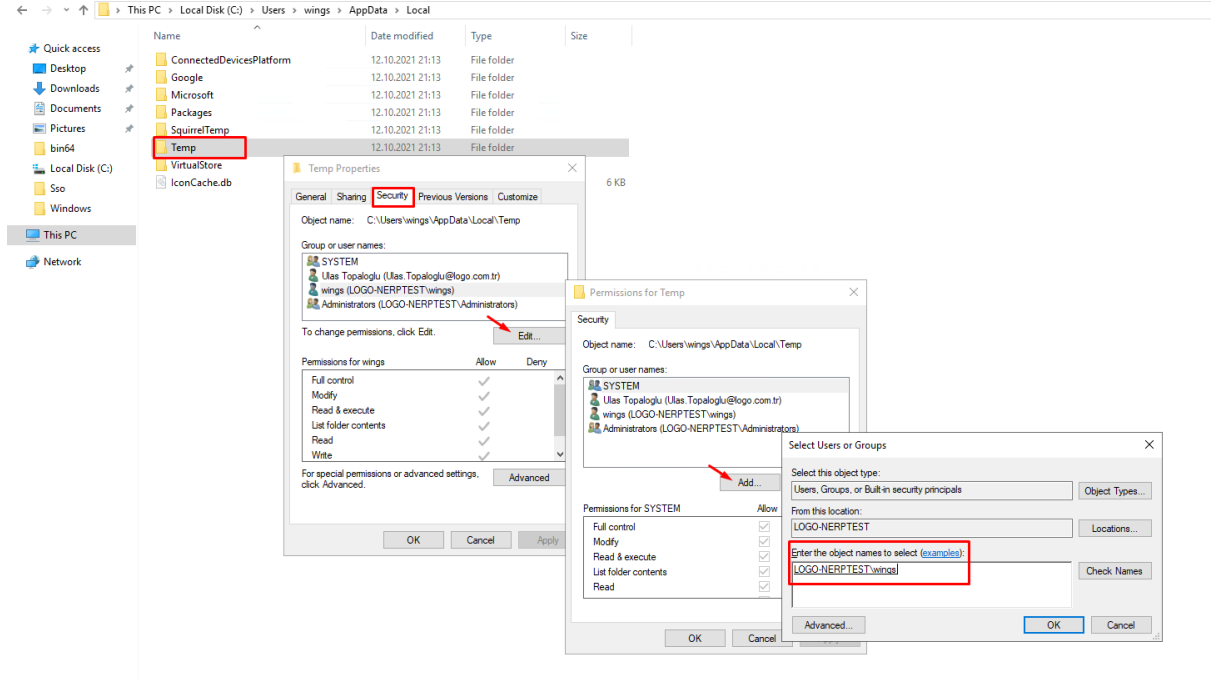 This PC > Local Disk (C:) > Users > wings > AppData > Local
Name Date modified Type Size
Quick access
Desktop
Downloads
Documents
Pictures
bin64
Local Disk (C:)
Sso
Windows
This PC
Network
ConnectedDevicesPlatform 12.10.2021 21:13 File folder
Google 12.10.2021 21:13 File folder
Microsoft 12.10.2021 21:13 File folder
Packages 12.10.2021 21:13 File folder
SquirrelTemp 12.10.2021 21:13 File folder
Temp 12.10.2021 21:13 File folder
VirtualStore
IconCache.db 6 KB
Temp Properties
General Sharing Security Previous Versions Customize
Object name: C:\Users\wings\AppData\Local\Temp
Group or user names:
SYSTEM
Ulas Topaloglu (Ulas.Topaloglu@logo.com.tr)
wings (LOGO-NERPTEST\wings)
Administrators (LOGO-NERPTEST\Administrators)
To change permissions, click Edit.
Edit...
Permissions for wings Allow Deny
Full control
Modify
Read & execute
List folder contents
Read
Write
For special permissions or advanced settings,
click Advanced.
Advanced
OK Cancel Apply
Permissions for Temp
Security
Object name: C:\Users\wings\AppData\Local\Temp
Group or user names:
SYSTEM
Ulas Topaloglu (Ulas.Topaloglu@logo.com.tr)
wings (LOGO-NERPTEST\wings)
Administrators (LOGO-NERPTEST\Administrators)
Add...
Permissions for SYSTEM Allow
Full control
Modify
Read & execute
List folder contents
Read
OK Cancel
Select Users or Groups
Select this object type:
Users, Groups, or Built-in security principals
Object Types...
From this location:
LOGO-NERPTEST
Locations...
Enter the object names to select (examples):
LOGO-NERPTEST\wings
Check Names
Advanced...
OK Cancel